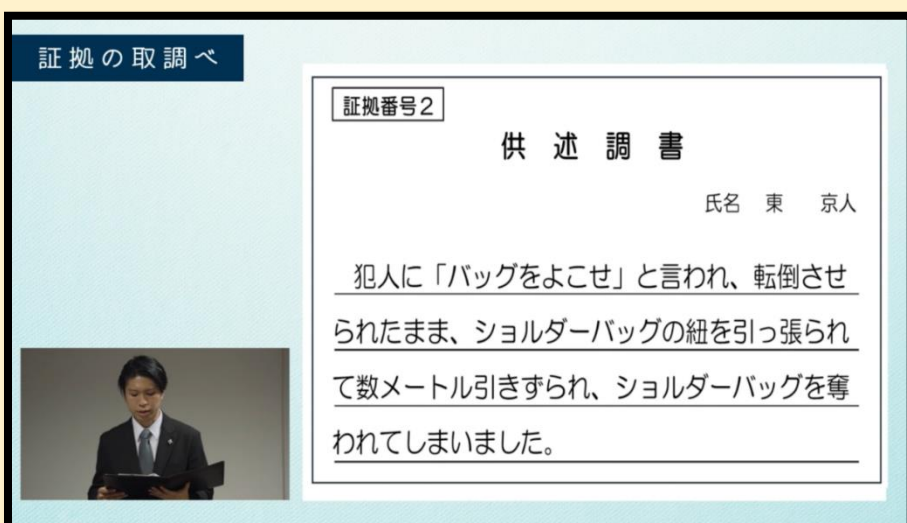 証拠の取調べ
証拠番号2
供述調書
氏名 東 京人
犯人に「バッグをよこせ」と言われ、転倒させ
られたまま、ショルダーバッグの紐を引っ張られ
て数メートル引きずられ、ショルダーバッグを奪
われてしまいました。